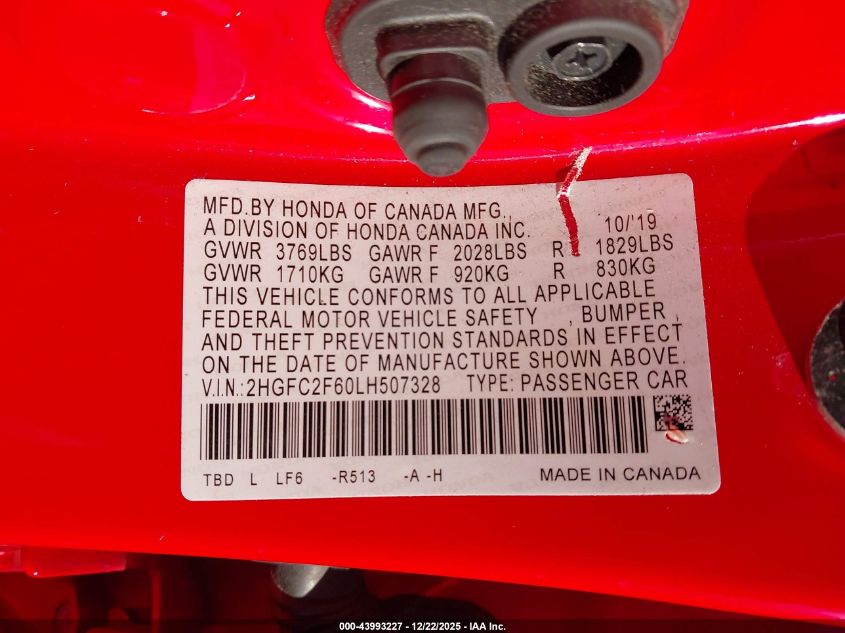 MFD.BY HONDA OF CANADA MFG.,
A DIVISION OF HONDA CANADA INC. 10/'19
GVWR 3769LBS GAWR F 2028LBS R 1829LBS
GVWR 1710KG GAWR F 920KG R 830KG
THIS VEHICLE CONFORMS TO ALL APPLICABLE
FEDERAL MOTOR VEHICLE SAFETY , BUMPER ,
AND THEFT PREVENTION STANDARDS IN EFFECT
ON THE DATE OF MANUFACTURE SHOWN ABOVE.
V.I.N.:2HGFC2F60LH507328 TYPE: PASSENGER CAR
TBD L LF6 -R513 -A -H MADE IN CANADA
000-43993227 - 12/22/2025 - IAA Inc.